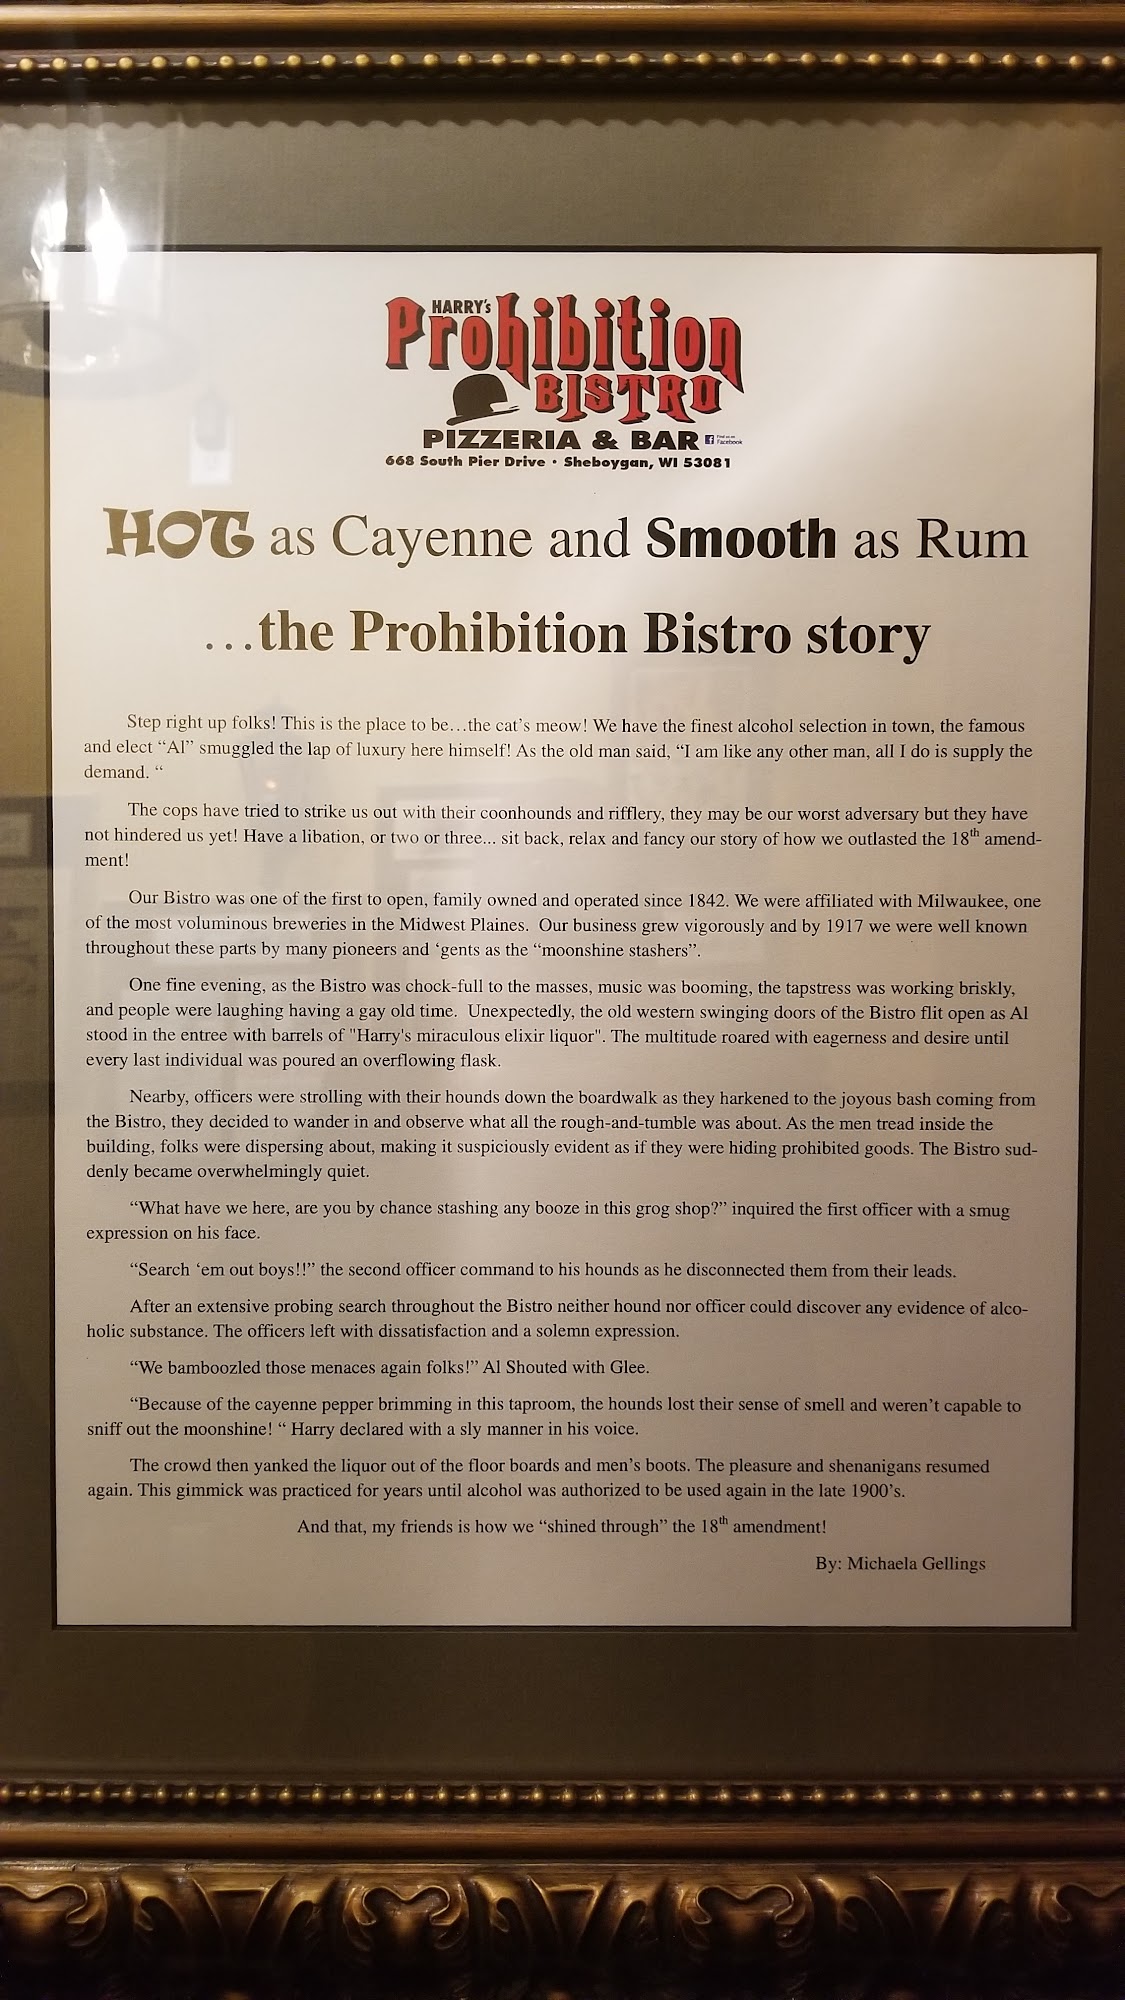 HARRY's
Prohibition
BISTRO
PIZZERIA & BAR Find us on Facebook
668 South Pier Drive • Sheboygan, WI 53081
HOT as Cayenne and Smooth as Rum
...the Prohibition Bistro story
Step right up folks! This is the place to be…the cat's meow! We have the finest alcohol selection in town, the famous
and elect “Al” smuggled the lap of luxury here himself! As the old man said, “I am like any other man, all I do is supply the
demand. “
The cops have tried to strike us out with their coonhounds and rifflery, they may be our worst adversary but they have
not hindered us yet! Have a libation, or two or three... sit back, relax and fancy our story of how we outlasted the 18th amend-
ment!
Our Bistro was one of the first to open, family owned and operated since 1842. We were affiliated with Milwaukee, one
of the most voluminous breweries in the Midwest Plaines. Our business grew vigorously and by 1917 we were well known
throughout these parts by many pioneers and ‘gents as the “moonshine stashers”.
One fine evening, as the Bistro was chock-full to the masses, music was booming, the tapstress was working briskly,
and people were laughing having a gay old time. Unexpectedly, the old western swinging doors of the Bistro flit open as Al
stood in the entree with barrels of "Harry's miraculous elixir liquor". The multitude roared with eagerness and desire until
every last individual was poured an overflowing flask.
Nearby, officers were strolling with their hounds down the boardwalk as they harkened to the joyous bash coming from
the Bistro, they decided to wander in and observe what all the rough-and-tumble was about. As the men tread inside the
building, folks were dispersing about, making it suspiciously evident as if they were hiding prohibited goods. The Bistro sud-
denly became overwhelmingly quiet.
“What have we here, are you by chance stashing any booze in this grog shop?” inquired the first officer with a smug
expression on his face.
“Search ‘em out boys!!” the second officer command to his hounds as he disconnected them from their leads.
After an extensive probing search throughout the Bistro neither hound nor officer could discover any evidence of alco-
holic substance. The officers left with dissatisfaction and a solemn expression.
“We bamboozled those menaces again folks!” Al Shouted with Glee.
“Because of the cayenne pepper brimming in this taproom, the hounds lost their sense of smell and weren’t capable to
sniff out the moonshine! “ Harry declared with a sly manner in his voice.
The crowd then yanked the liquor out of the floor boards and men’s boots. The pleasure and shenanigans resumed
again. This gimmick was practiced for years until alcohol was authorized to be used again in the late 1900’s.
And that, my friends is how we “shined through” the 18th amendment!
By: Michaela Gellings